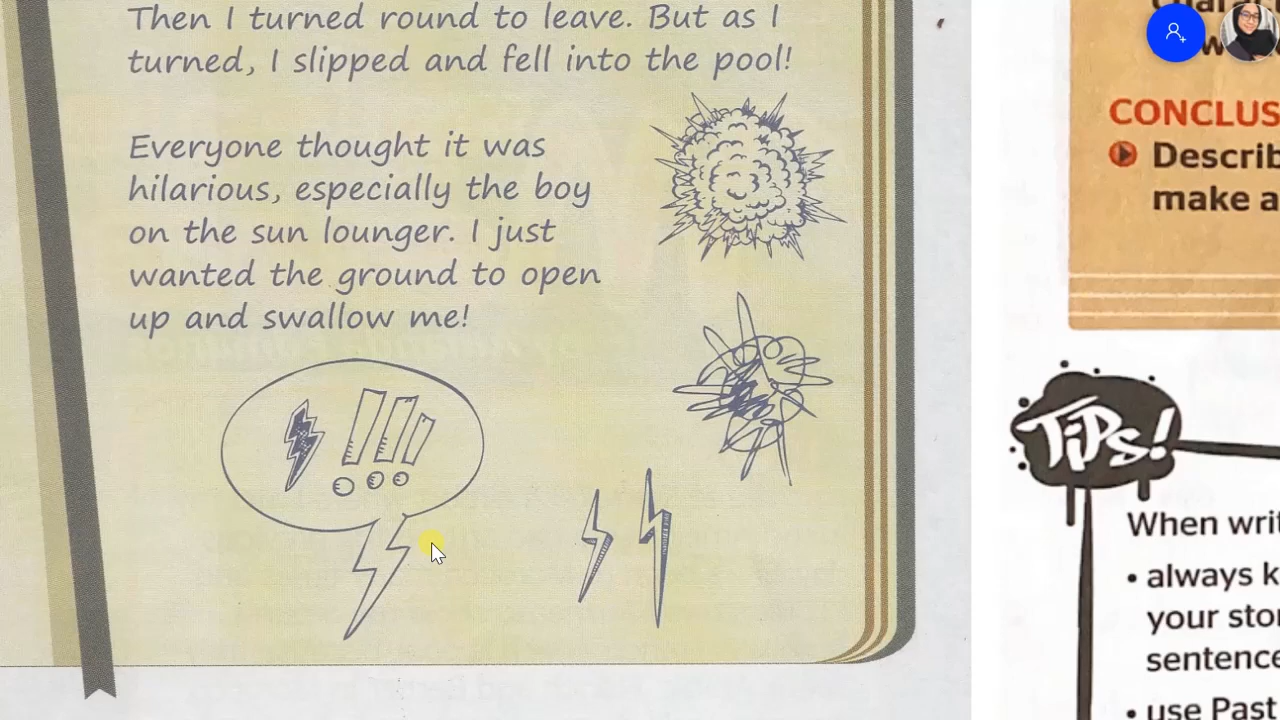 Then I turned round to leave. But as I
turned, I slipped and fell into the pool!
Everyone thought it was
hilarious, especially the boy
on the sun lounger. I just
wanted the ground to open
up and swallow me!
!!!
CONCLUS
Describ
make a
TiPs!
When writ
• always k
your stor
sentence
• use Past